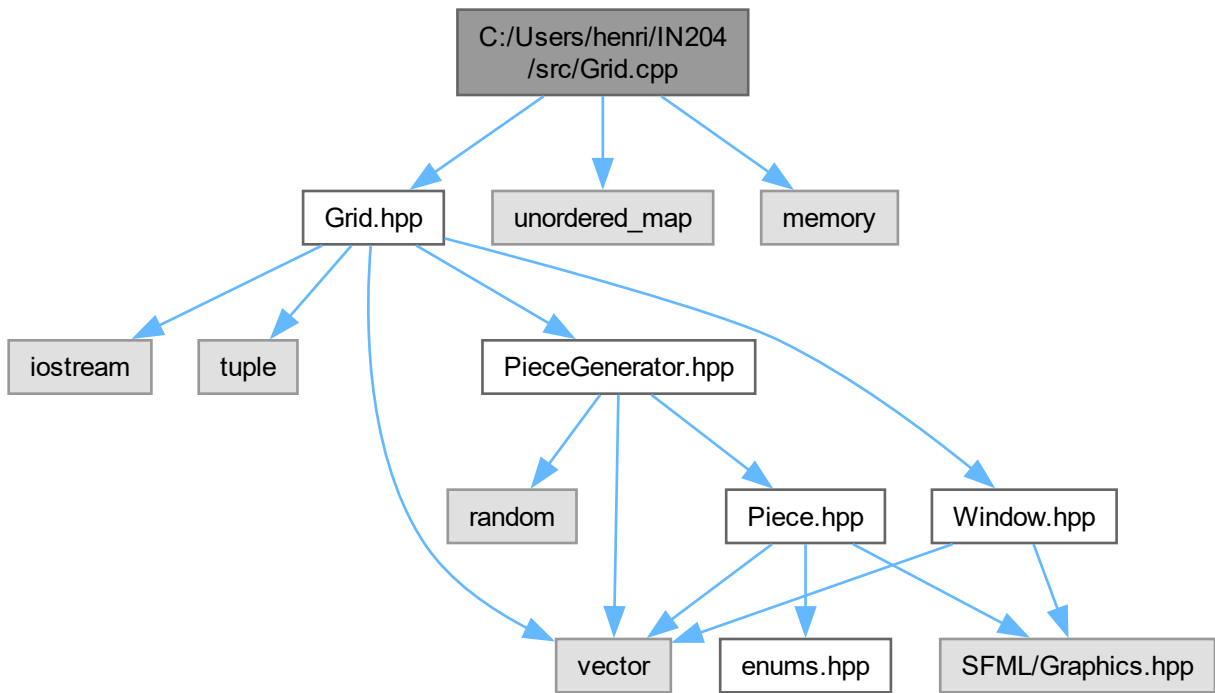 C:/Users/henri/IN204
/src/Grid.cpp
Grid.hpp
unordered_map
memory
iostream
tuple
PieceGenerator.hpp
random
Piece.hpp
Window.hpp
vector
enums.hpp
SFML/Graphics.hpp